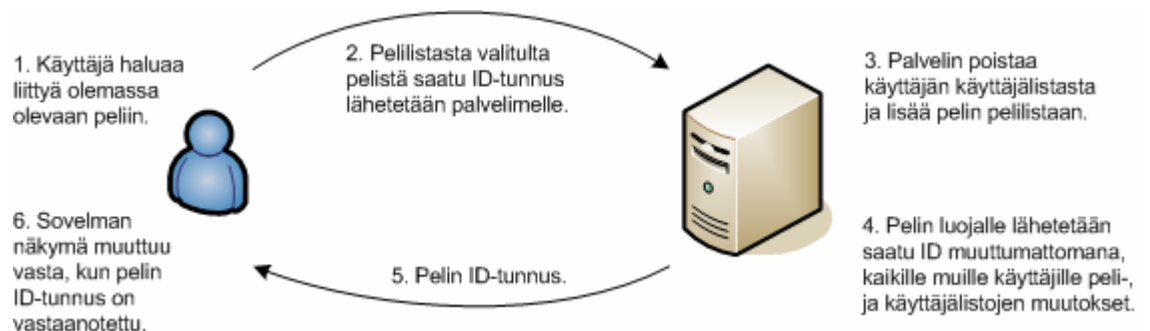 1. Käyttäjä haluaa
liittyä olemassa
olevaan peliin.
2. Pelilistasta valitulta
pelistä saatu ID-tunnus
lähetetään palvelimelle.
3. Palvelin poistaa
käyttäjän käyttäjälistasta
ja lisää pelin pelilistaan.
4. Pelin luojalle lähetetään
saatu ID muuttumattomana,
kaikille muille käyttäjille peli-,
ja käyttäjälistojen muutokset.
5. Pelin ID-tunnus.
6. Sovelman
näkymä muuttuu
vasta, kun pelin
ID-tunnus on
vastaanotettu.